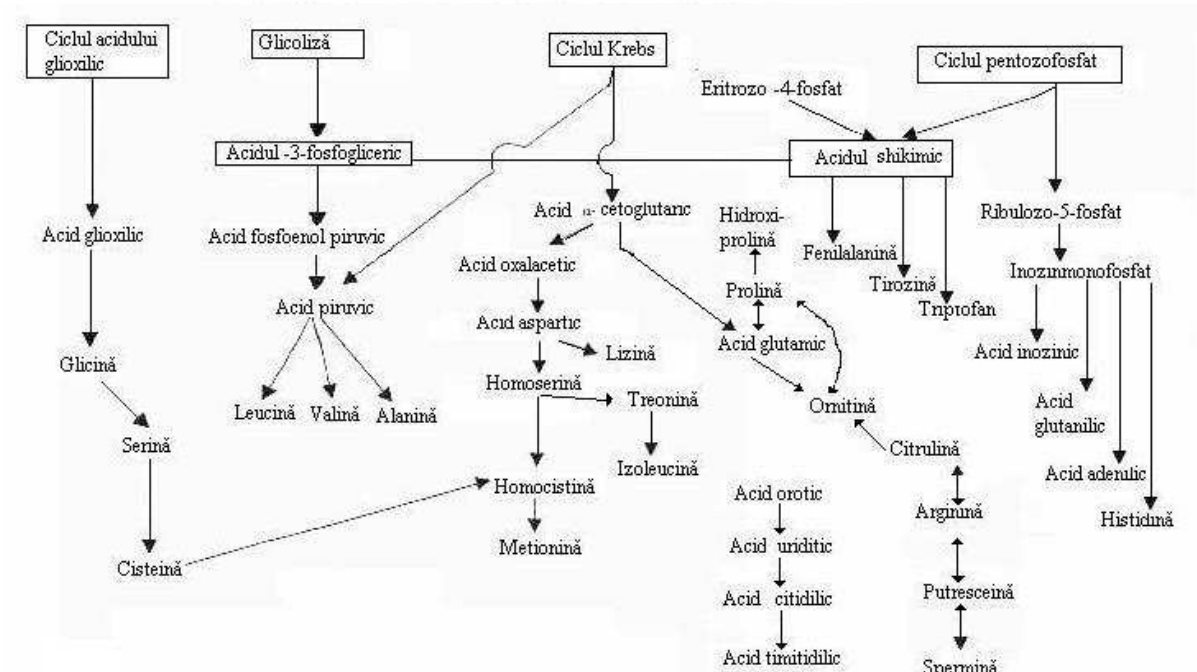 Ciclul acidului
glioxilic
Glicoliză
Ciclul Krebs
Ciclul pentozofosfat
Eritrozo -4-fosfat
Acidul -3-fosfogliceric
Acidul shikimic
Acid α- cetoglutaric
Hidroxi-
prolină
Ribulozo-5-fosfat
Acid glioxilic
Acid fosfoenol piruvic
Fenilalanină
Acid oxalacetic
Inozinmonofosfat
Prolină
Tirozină
Triptofan
Acid piruvic
Acid aspartic
Acid glutamic
Lizină
Acid inozinic
Glicină
Homoserină
Treonină
Ornitină
Acid
glutanilic
Leucină
Valină
Alanină
Serină
Citrulină
Izoleucină
Acid adenilic
Homocistină
Acid orotic
Arginină
Histidină
Metionină
Acid uriditic
Cisteină
Putresceină
Acid citidilic
Acid timitidilic
Spermină